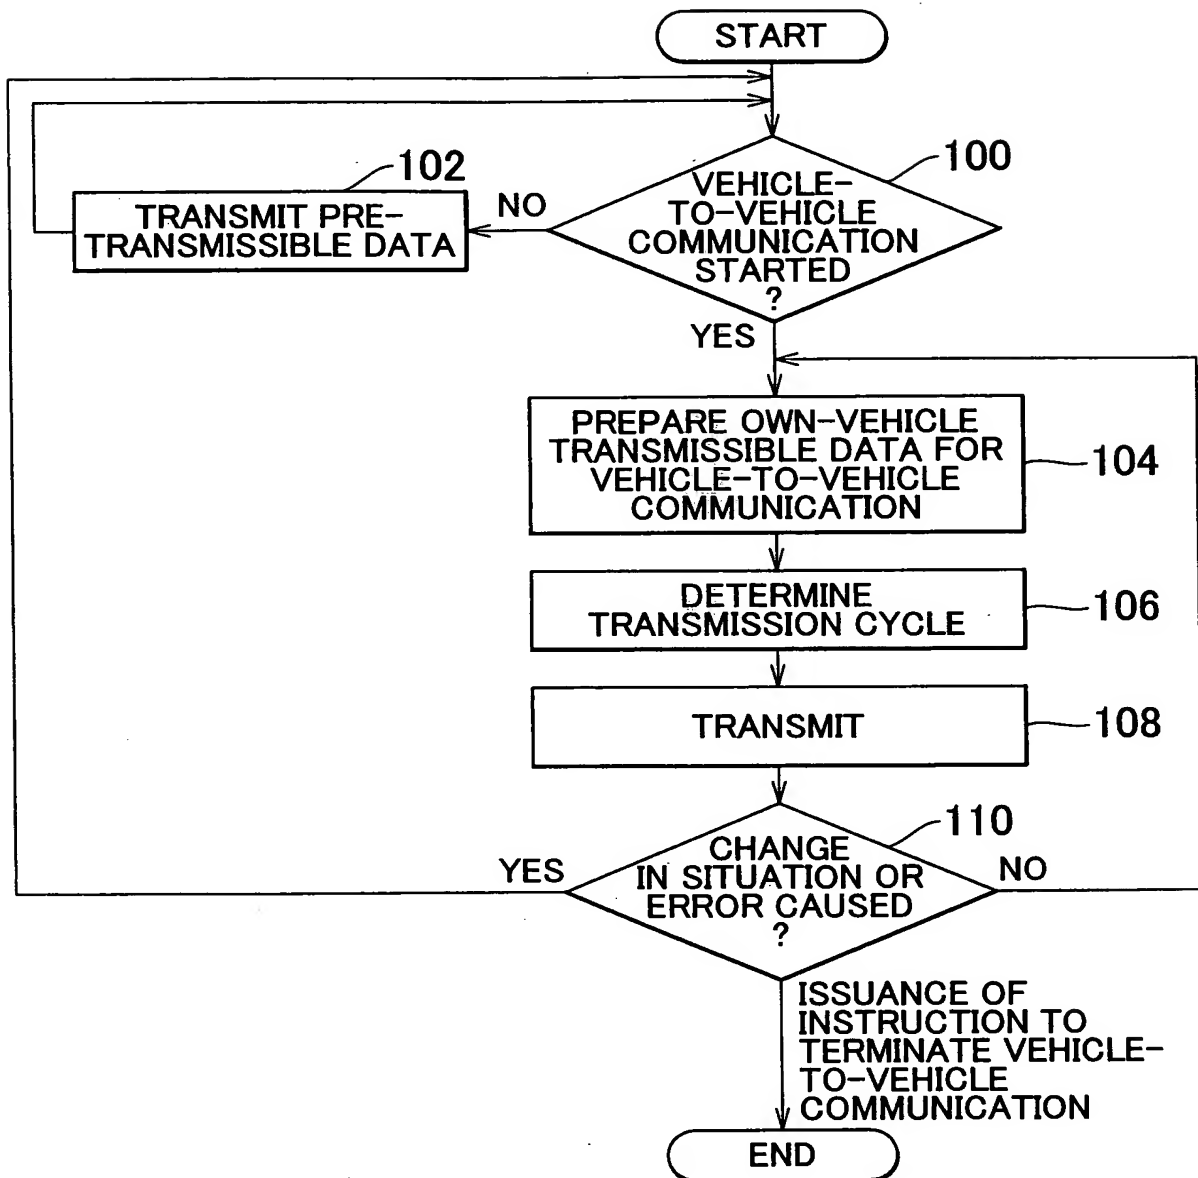 START
100
VEHICLE-
TO-VEHICLE
COMMUNICATION
STARTED
?
102
TRANSMIT PRE-
TRANSMISSIBLE DATA
NO
YES
PREPARE OWN-VEHICLE
TRANSMISSIBLE DATA FOR
VEHICLE-TO-VEHICLE
COMMUNICATION
104
DETERMINE
TRANSMISSION CYCLE
106
TRANSMIT
108
110
CHANGE
IN SITUATION OR
ERROR CAUSED
?
YES
NO
ISSUANCE OF
INSTRUCTION TO
TERMINATE VEHICLE-
TO-VEHICLE
COMMUNICATION
END